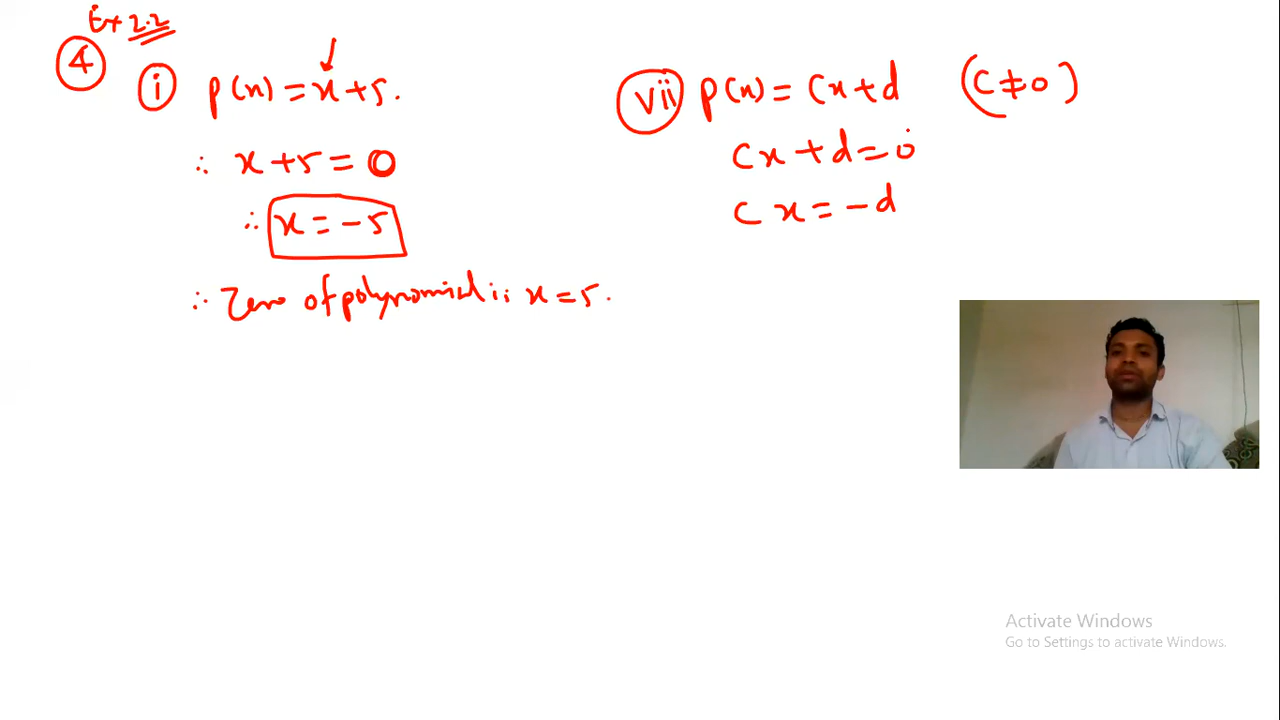 Ex 2.2
4
i p(x) = x + 5.
∴ x + 5 = 0
∴ x = -5
∴ Zero of polynomial is x = 5.
vii p(x) = cx + d (c ≠ 0)
cx + d = 0
c x = -d
Activate Windows
Go to Settings to activate Windows.